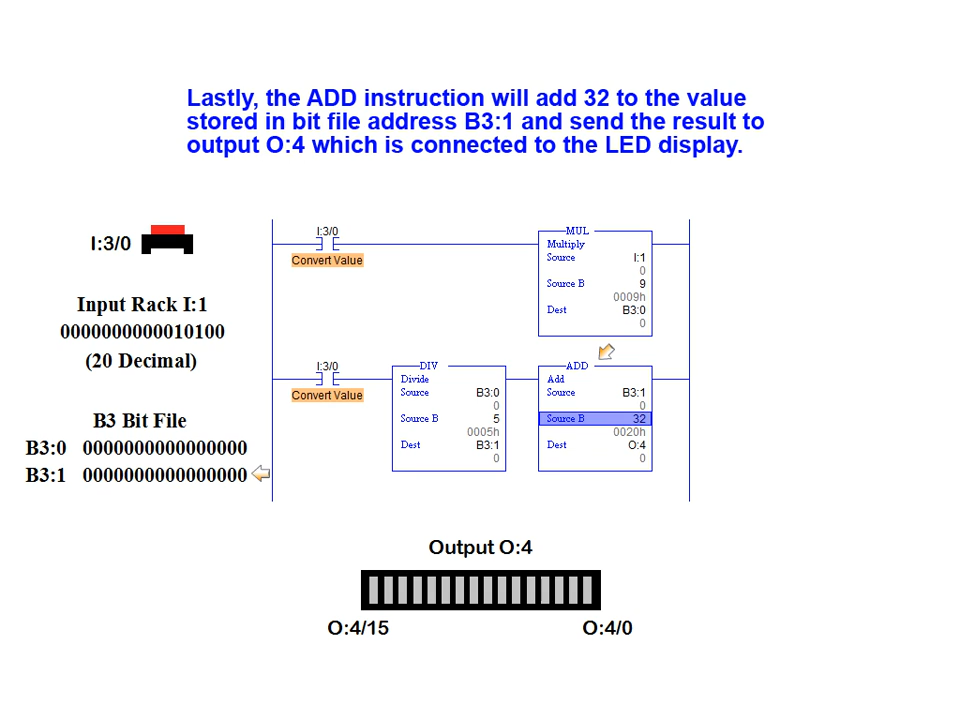 Lastly, the ADD instruction will add 32 to the value
stored in bit file address B3:1 and send the result to
output O:4 which is connected to the LED display.
I:3/0
Input Rack I:1
0000000000010100
(20 Decimal)
B3 Bit File
B3:0 0000000000000000
B3:1 0000000000000000
I:3/0
Convert Value
MUL
Multiply
Source I:1
0
Source B 9
0009h
Dest B3:0
0
I:3/0
Convert Value
DIV
Divide
Source B3:0
0
Source B 5
0005h
Dest B3:1
0
ADD
Add
Source B3:1
0
Source B 32
0020h
Dest O:4
0
Output O:4
O:4/15 O:4/0